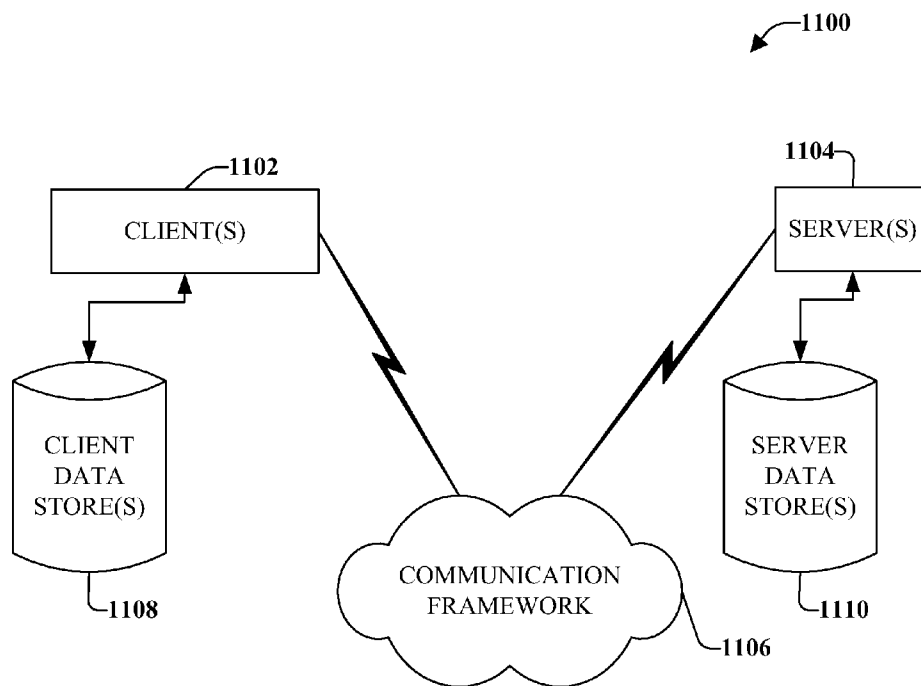 1100
1102
1104
CLIENT(S)
SERVER(S)
CLIENT
DATA
STORE(S)
SERVER
DATA
STORE(S)
COMMUNICATION
FRAMEWORK
1108
1110
1106